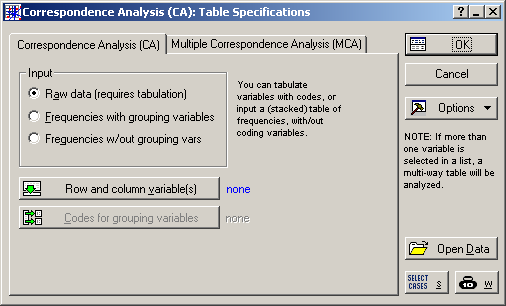 Correspondence Analysis (CA): Table Specifications
Correspondence Analysis (CA)
Multiple Correspondence Analysis (MCA)
Input
Raw data (requires tabulation)
Frequencies with grouping variables
Frequencies w/out grouping vars
You can tabulate
variables with codes, or
input a (stacked) table of
frequencies, with/out
coding variables.
Row and column variable(s)
none
Codes for grouping variables
none
OK
Cancel
Options
NOTE: If more than
one variable is
selected in a list, a
multi-way table will be
analyzed.
Open Data
SELECT
CASES
S
W